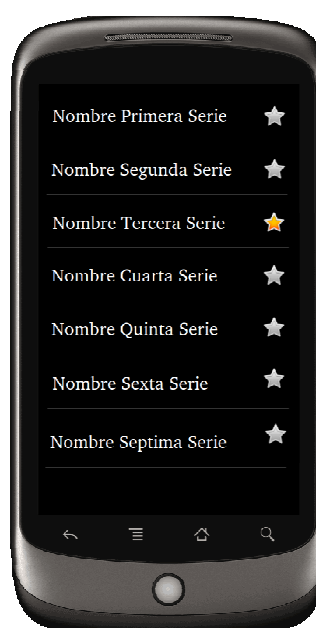 Nombre Primera Serie
Nombre Segunda Serie
Nombre Tercera Serie
Nombre Cuarta Serie
Nombre Quinta Serie
Nombre Sexta Serie
Nombre Septima Serie